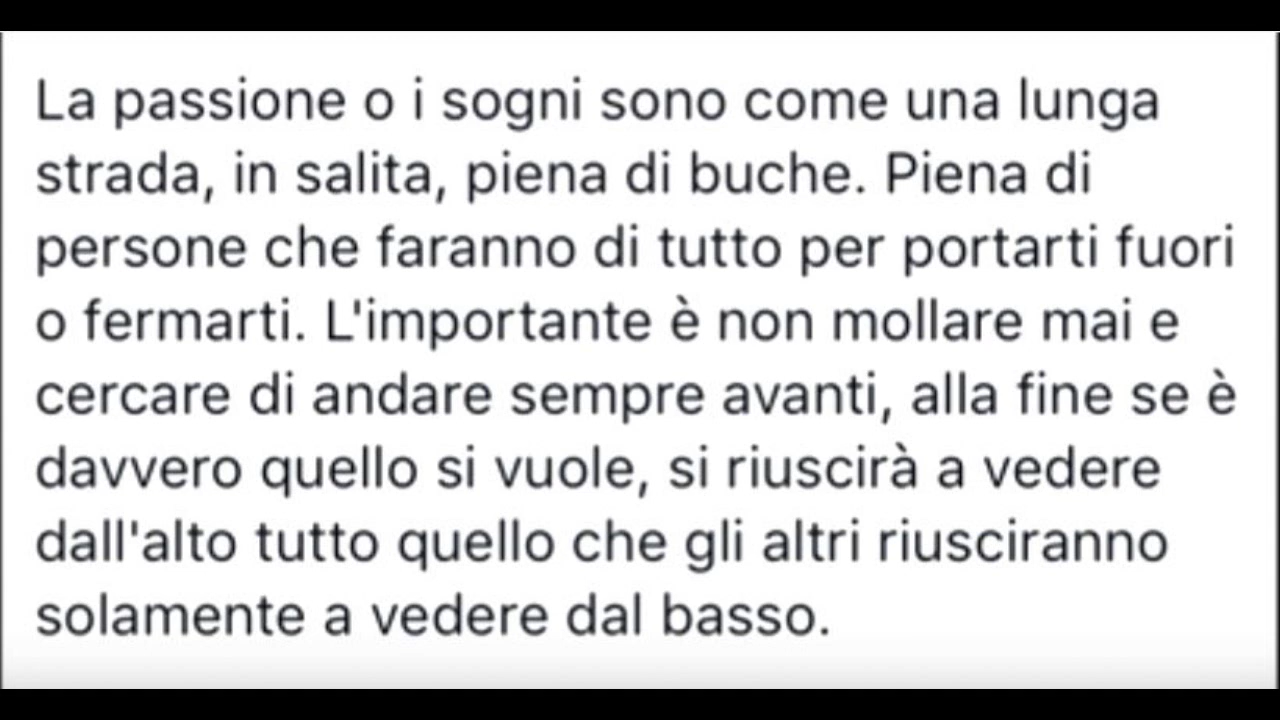 La passione o i sogni sono come una lunga
strada, in salita, piena di buche. Piena di
persone che faranno di tutto per portarti fuori
o fermarti. L'importante è non mollare mai e
cercare di andare sempre avanti, alla fine se è
davvero quello si vuole, si riuscirà a vedere
dall'alto tutto quello che gli altri riusciranno
solamente a vedere dal basso.